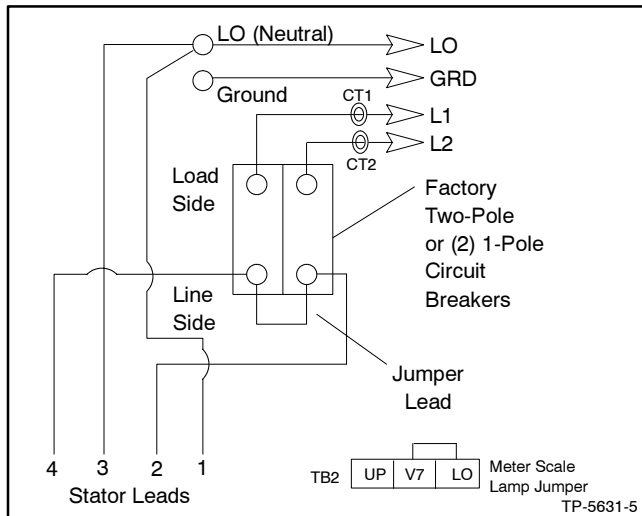 LO (Neutral)
LO
GRD
Ground
CT1
L1
L2
CT2
Load
Side
Factory
Two-Pole
or (2) 1-Pole
Circuit
Breakers
Line
Side
Jumper
Lead
4 3 2 1
Stator Leads
TB2 UP V7 LO
Meter Scale
Lamp Jumper
TP-5631-5